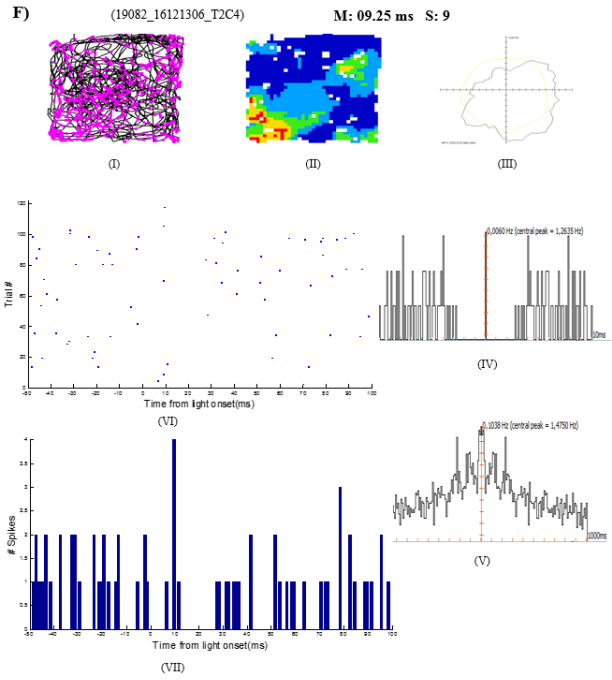 F)
(19082_16121306_T2C4)
M: 09.25 ms S: 9
(I)
(II)
(III)
120
100
80
60
40
20
0
Trial #
-50 -40 -30 -20 -10 0 10 20 30 40 50 60 70 80 90 100
Time from light onset(ms)
(VI)
0,0060 Hz (central peak = 1,2635Hz)
10ms
(IV)
0,1038 Hz (central peak = 1,4750Hz)
1000ms
(V)
4
3.5
3
2.5
2
1.5
1
0.5
0
# Spikes
-50 -40 -30 -20 -10 0 10 20 30 40 50 60 70 80 90 100
Time from light onset(ms)
(VII)